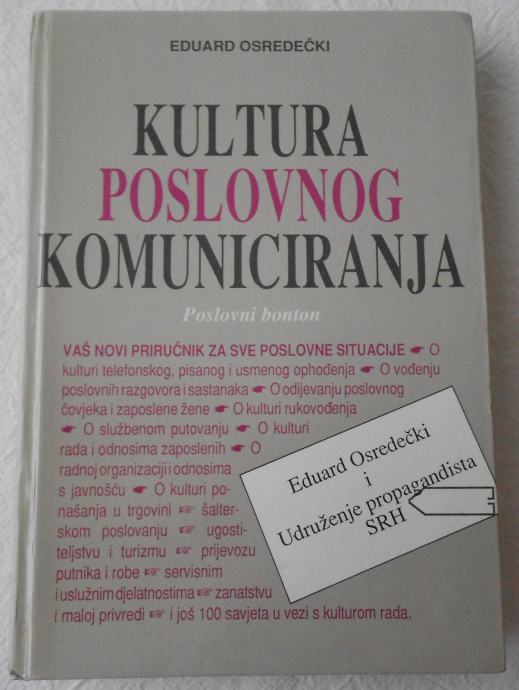 EDUARD OSREDEČKI
KULTURA
POSLOVNOG
KOMUNICIRANJA
Poslovni bonton
VAŠ NOVI PRIRUČNIK ZA SVE POSLOVNE SITUACIJE ☛ O
kulturi telefonskog, pisanog i usmenog ophođenja ☛ O vođenju
poslovnih razgovora i sastanaka ☛ O odijevanju poslovnog
čovjeka i zaposlene žene ☛ O kulturi rukovođenja
☛ O službenom putovanju ☛ O kulturi
rada i odnosima zaposlenih ☛ O
radnoj organizaciji i odnosima
s javnošću ☛ O kulturi po-
našanja u trgovini ☞ šalter-
skom poslovanju ☞ ugosti-
teljstvu i turizmu ☞ prijevozu
putnika i robe ☞ servisnim
i uslužnim djelatnostima ☞ zanatstvu
i maloj privredi ☞ i još 100 savjeta u vezi s kulturom rada.
Eduard Osredečki
i
Udruženje propagandista
SRH